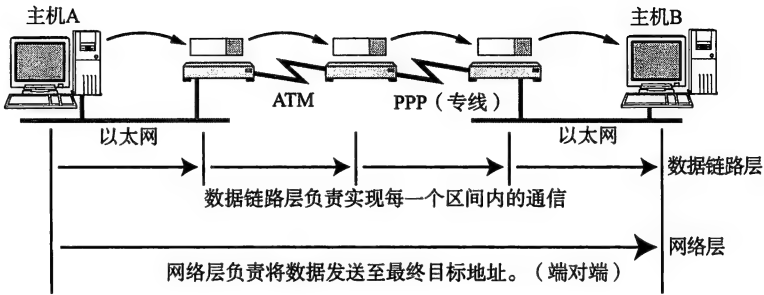 主机A
主机B
ATM
PPP（专线）
以太网
以太网
数据链路层
数据链路层负责实现每一个区间内的通信
网络层
网络层负责将数据发送至最终目标地址。（端对端）